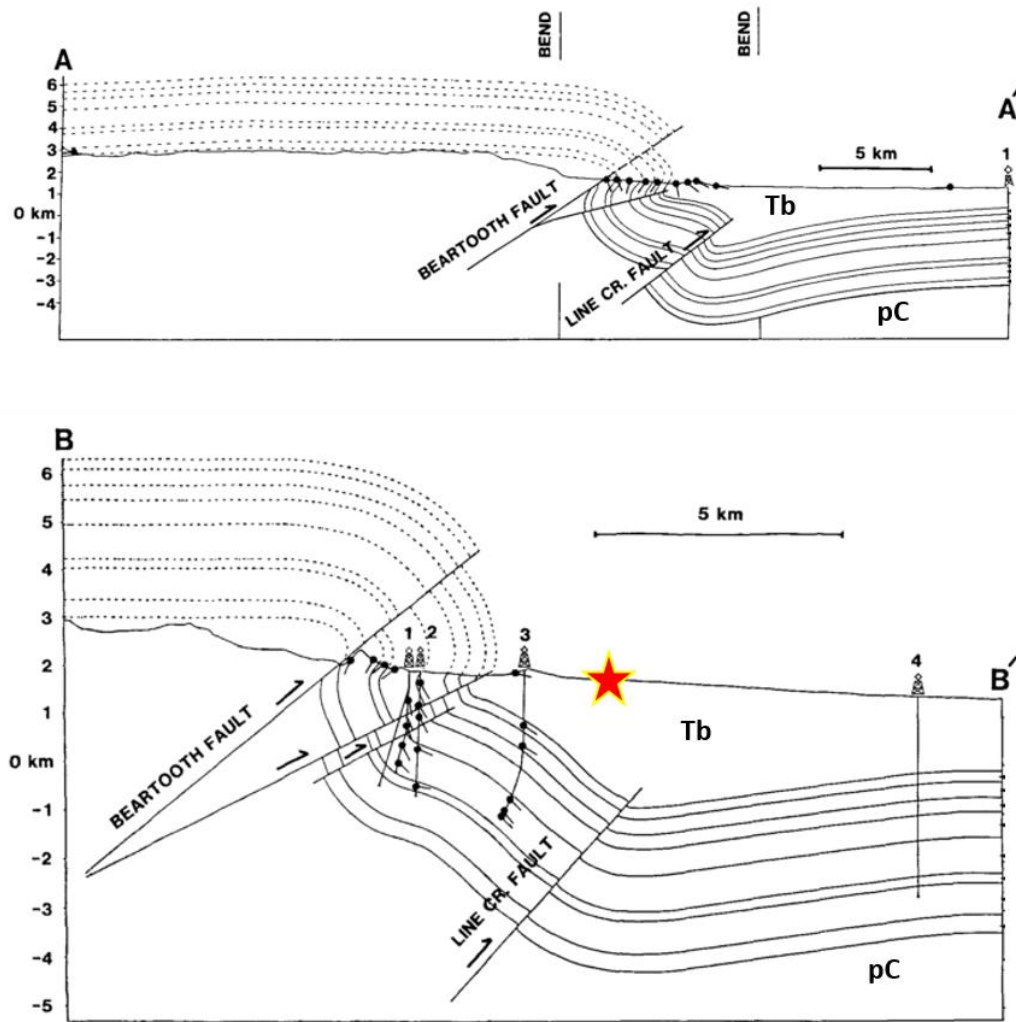 BEND
BEND
A
A′
6
5
4
3
2
1
0 km
-1
-2
-3
-4
5 km
1
Tb
BEARTOOTH FAULT
LINE CR. FAULT
pC
B
B′
6
5
4
3
2
1
0 km
-1
-2
-3
-4
-5
5 km
1
2
3
4
Tb
BEARTOOTH FAULT
LINE CR. FAULT
pC